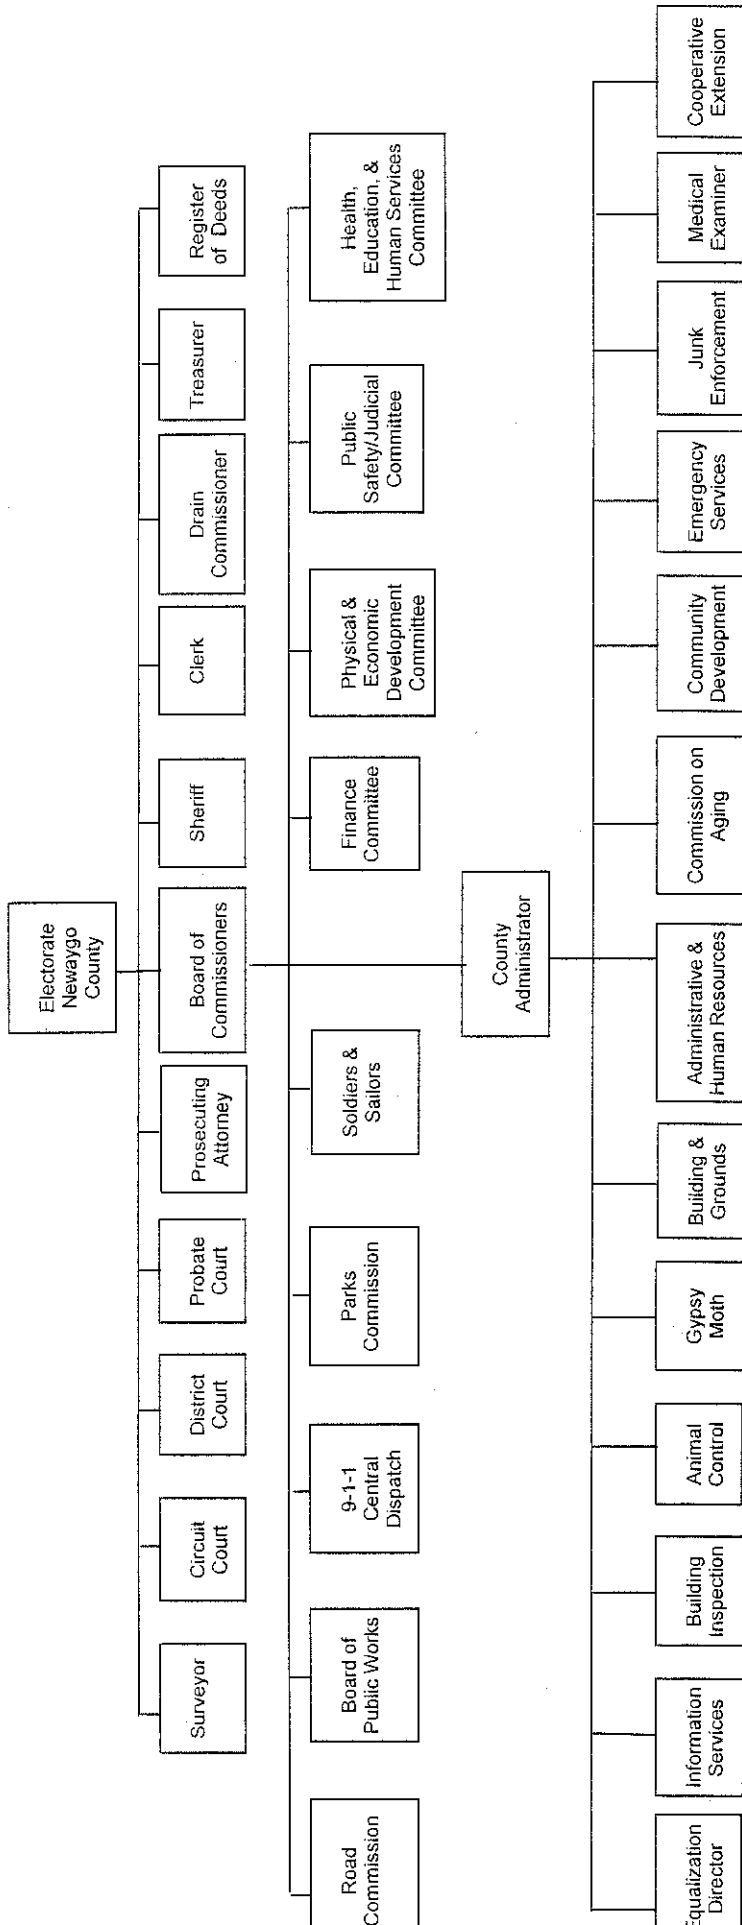 Electorate
Newaygo
County
Surveyor
Circuit
Court
District
Court
Probate
Court
Prosecuting
Attorney
Board of
Commissioners
Sheriff
Clerk
Drain
Commissioner
Treasurer
Register
of Deeds
Road
Commission
Board of
Public Works
9-1-1
Central
Dispatch
Parks
Commission
Soldiers &
Sailors
Finance
Committee
Physical &
Economic
Development
Committee
Public
Safety/Judicial
Committee
Health,
Education, &
Human Services
Committee
County
Administrator
Equalization
Director
Information
Services
Building
Inspection
Animal
Control
Gypsy
Moth
Building &
Grounds
Administrative &
Human Resources
Commission on
Aging
Community
Development
Emergency
Services
Junk
Enforcement
Medical
Examiner
Cooperative
Extension